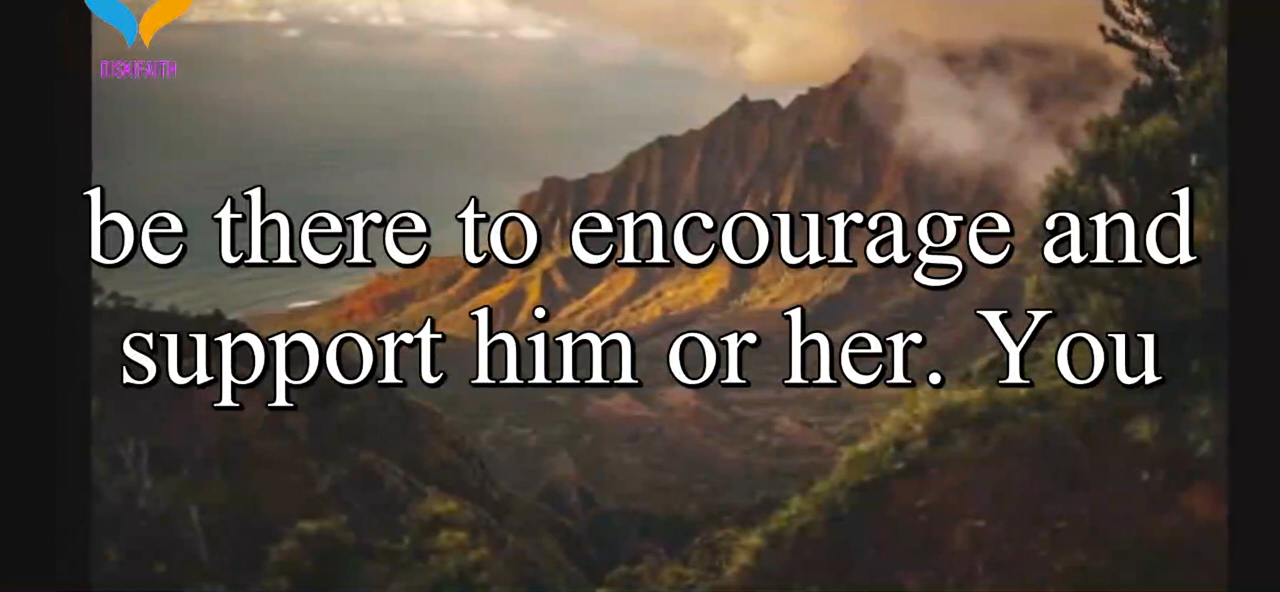 be there to encourage and
support him or her. You